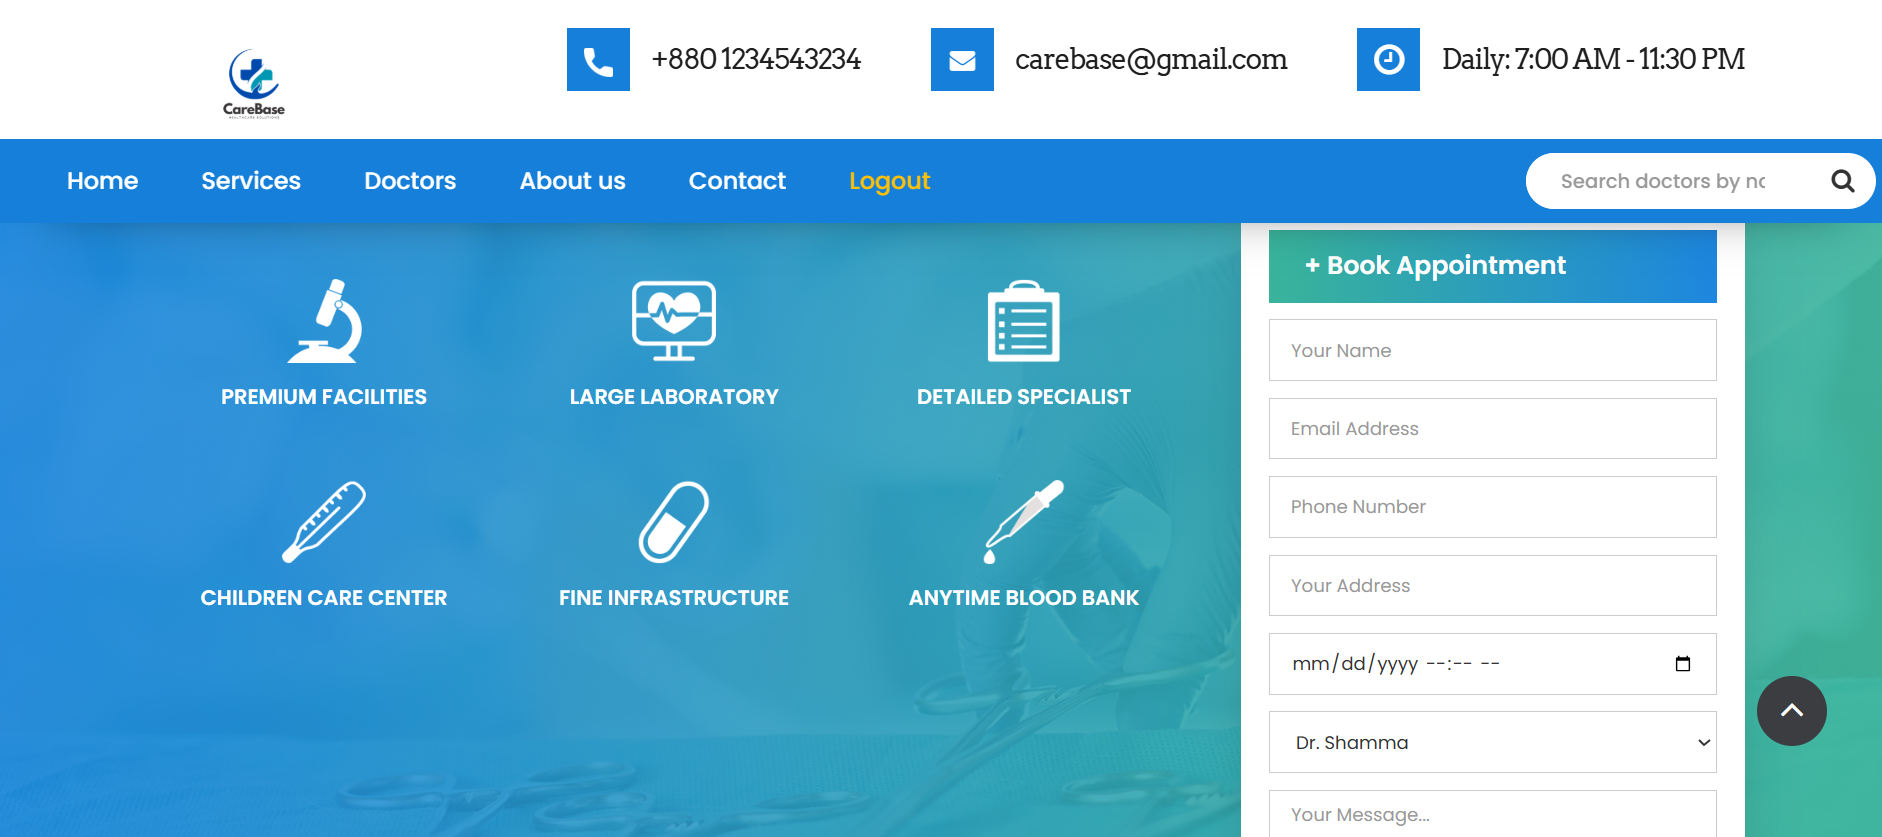 CareBase
HEALTHCARE SOLUTIONS
+880 1234543234
carebase@gmail.com
Daily: 7:00 AM - 11:30 PM
Home
Services
Doctors
About us
Contact
Logout
Search doctors by
PREMIUM FACILITIES
LARGE LABORATORY
DETAILED SPECIALIST
CHILDREN CARE CENTER
FINE INFRASTRUCTURE
ANYTIME BLOOD BANK
+ Book Appointment
Your Name
Email Address
Phone Number
Your Address
mm/dd/yyyy --:-- --
Dr. Shamma
Your Message...